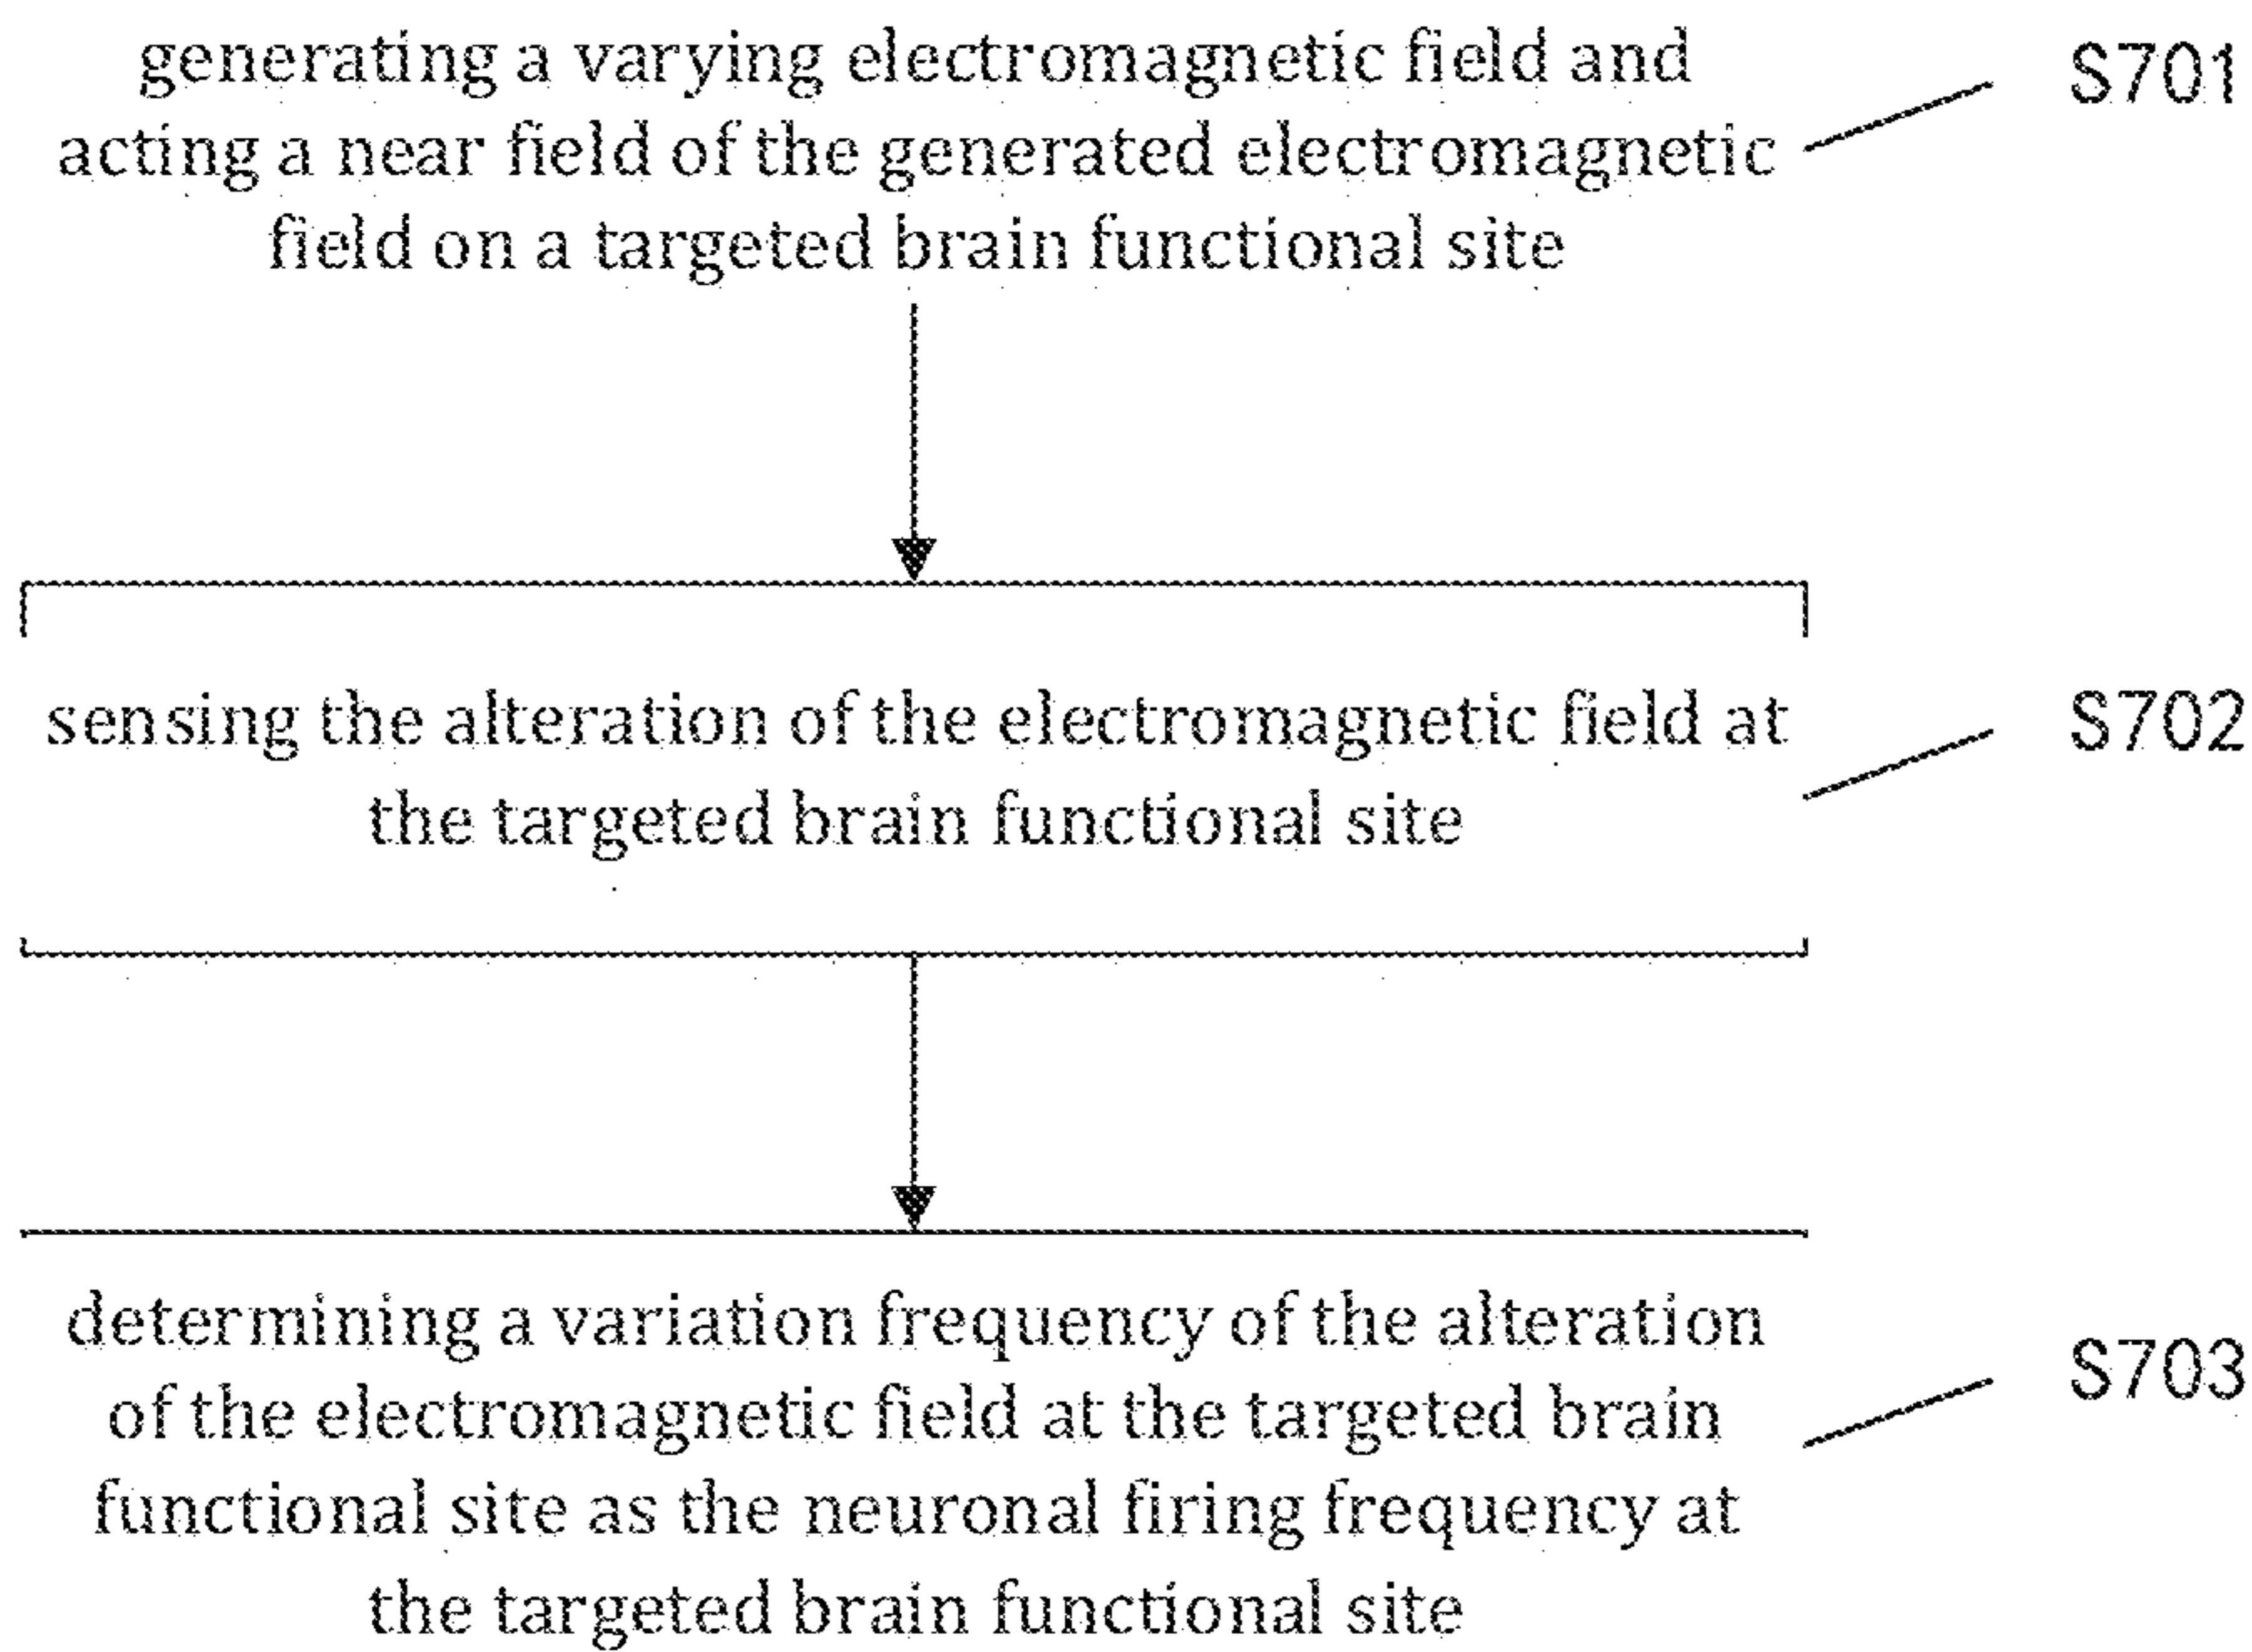 generating a varying electromagnetic field and
acting a near field of the generated electromagnetic
field on a targeted brain functional site
S701
sensing the alteration of the electromagnetic field at
the targeted brain functional site
S702
determining a variation frequency of the alteration
of the electromagnetic field at the targeted brain
functional site as the neuronal firing frequency at
the targeted brain functional site
S703